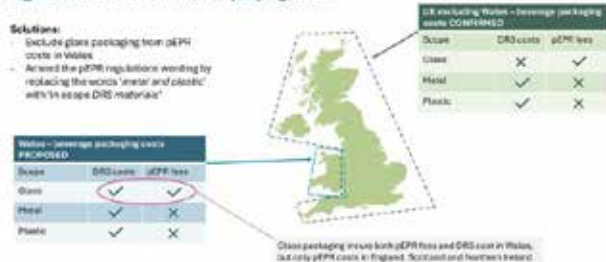 Solutions:
- Exclude glass packaging from pEPR
costs in Wales
- Amend the pEPR regulations wording by
replacing the words 'metal and plastic'
with 'in scope DRS materials'
UK excluding Wales – beverage packaging
costs CONFIRMED
Scope DRS costs pEPR fees
Glass ✗ ✓
Metal ✓ ✗
Plastic ✓ ✗
Wales – beverage packaging costs
PROPOSED
Scope DRS costs pEPR fees
Glass ✓ ✓
Metal ✓ ✗
Plastic ✓ ✗
Glass packaging incurs both pEPR fees and DRS cost in Wales,
but only pEPR costs in England, Scotland and Northern Ireland